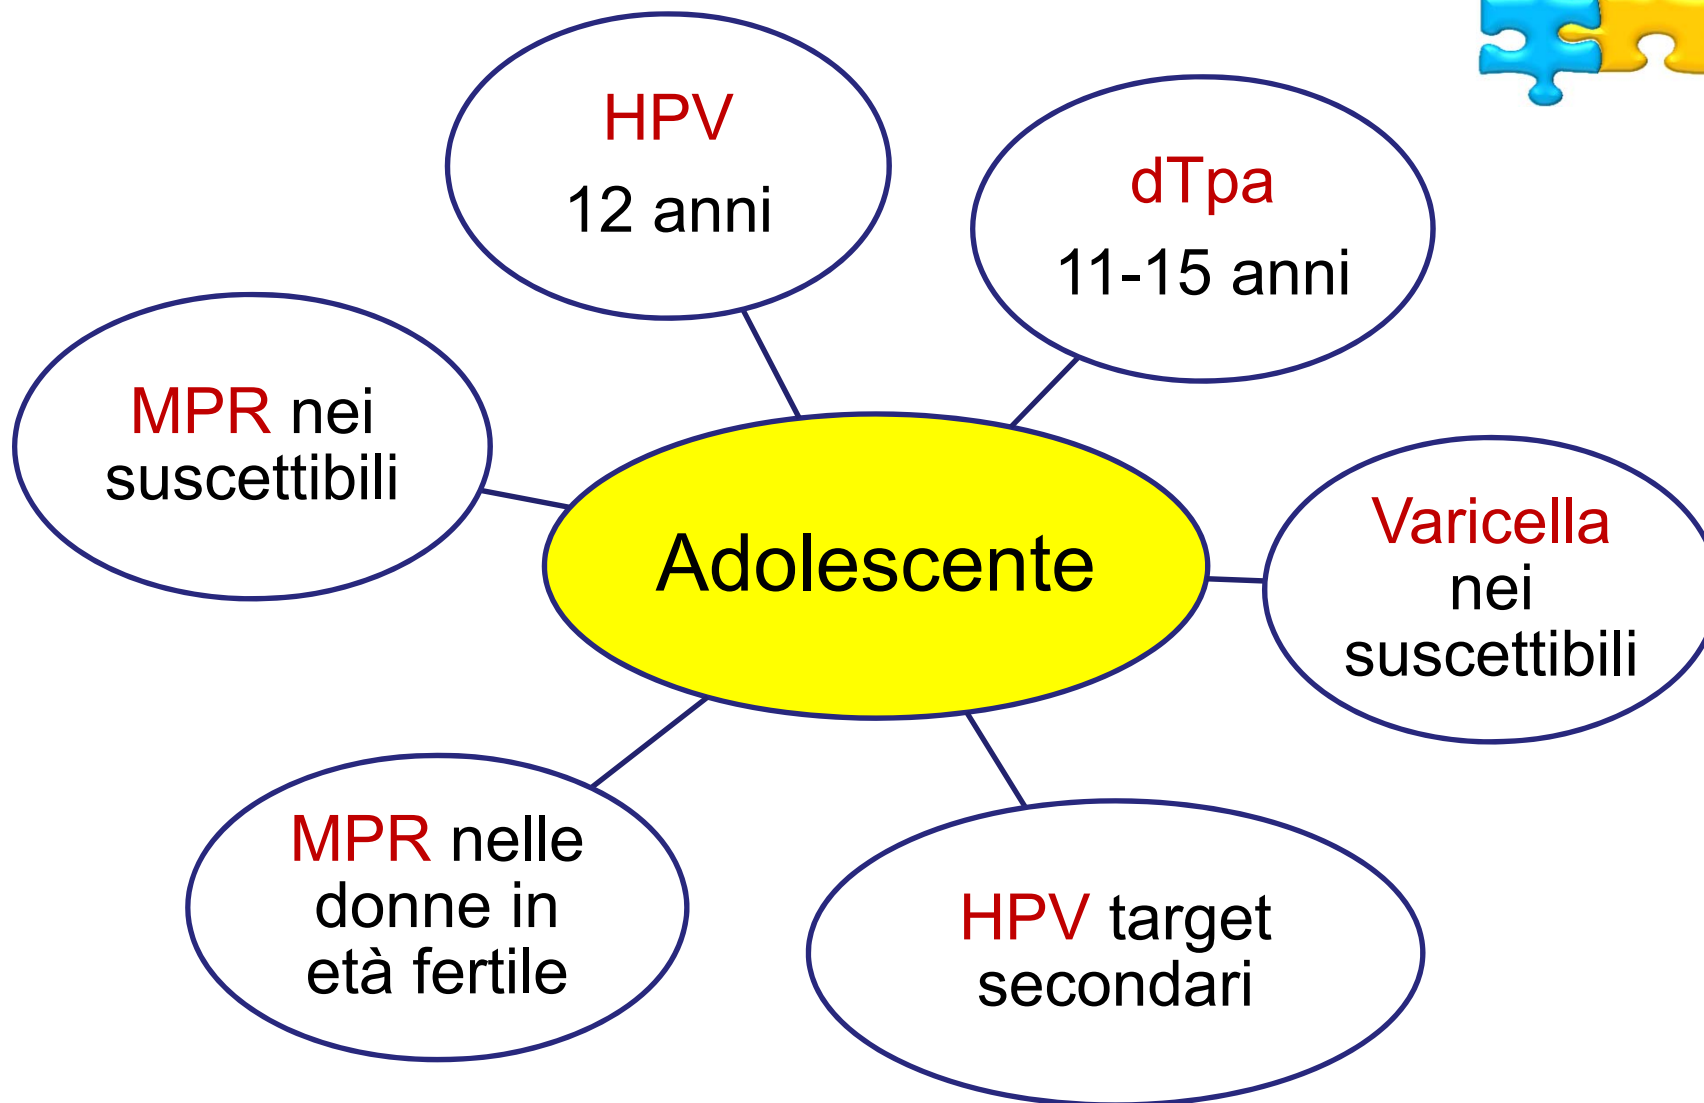 HPV
12 anni
dTpa
11-15 anni
MPR nei
suscettibili
Adolescente
Varicella
nei
suscettibili
MPR nelle
donne in
età fertile
HPV target
secondari